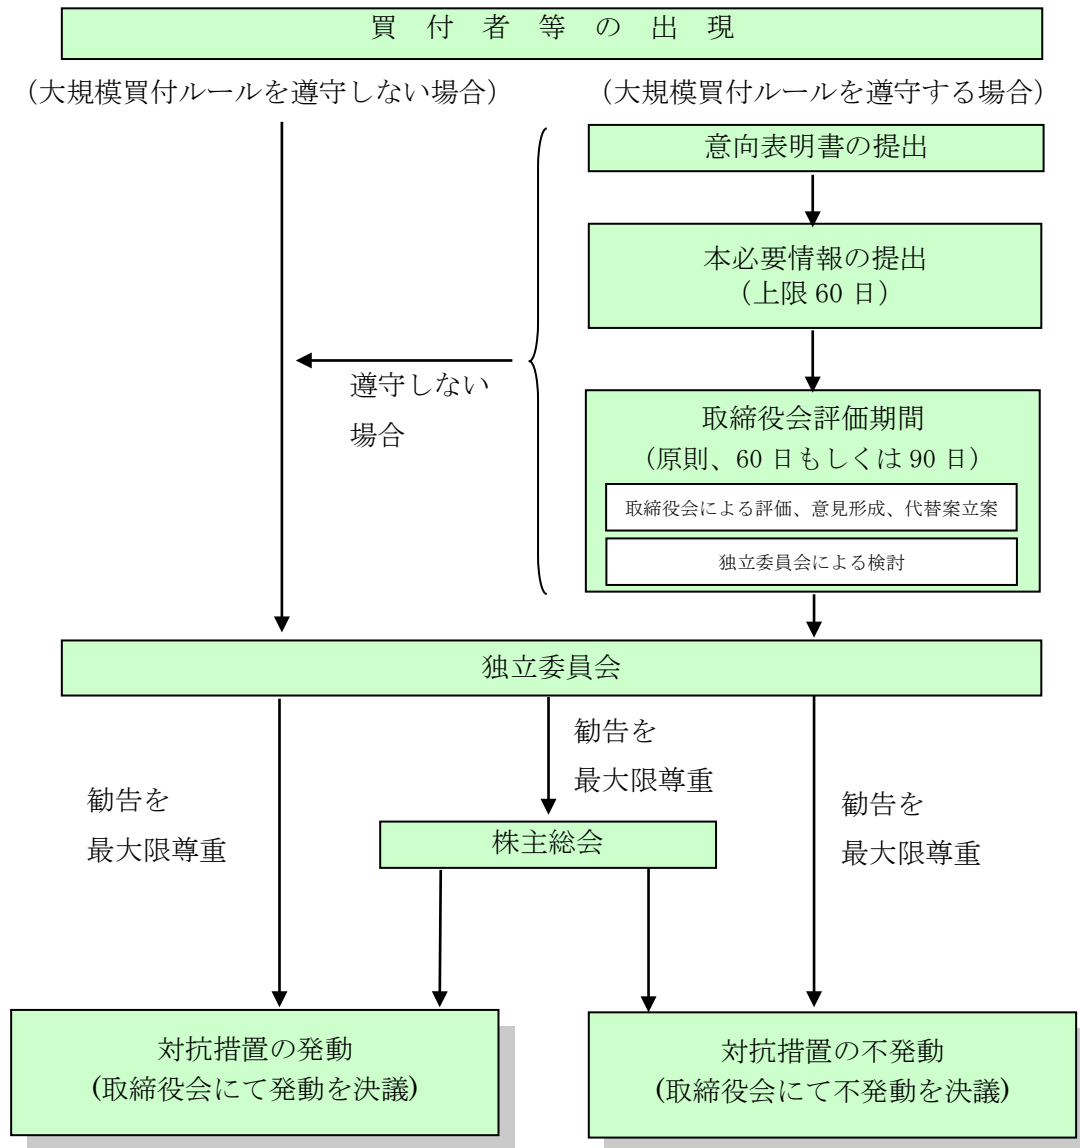 買 付 者 等 の 出 現
（大規模買付ルールを遵守しない場合）
（大規模買付ルールを遵守する場合）
意向表明書の提出
本必要情報の提出
（上限 60 日）
遵守しない
場合
取締役会評価期間
（原則、60 日もしくは 90 日）
取締役会による評価、意見形成、代替案立案
独立委員会による検討
独立委員会
勧告を
最大限尊重
勧告を
最大限尊重
勧告を
最大限尊重
株主総会
対抗措置の発動
(取締役会にて発動を決議)
対抗措置の不発動
(取締役会にて不発動を決議)